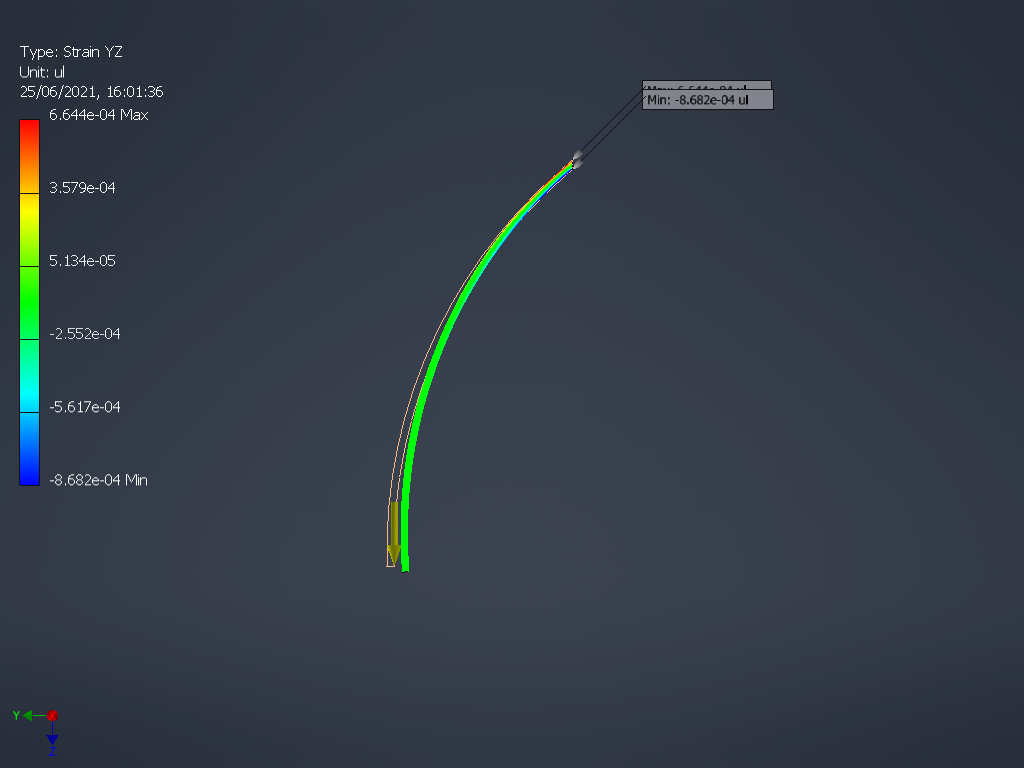 Type: Strain YZ
Unit: ul
25/06/2021, 16:01:36
6.644e-04 Max
3.579e-04
5.134e-05
-2.552e-04
-5.617e-04
-8.682e-04 Min
Max: 6.644e-04 ul
Min: -8.682e-04 ul
Y
X
Z